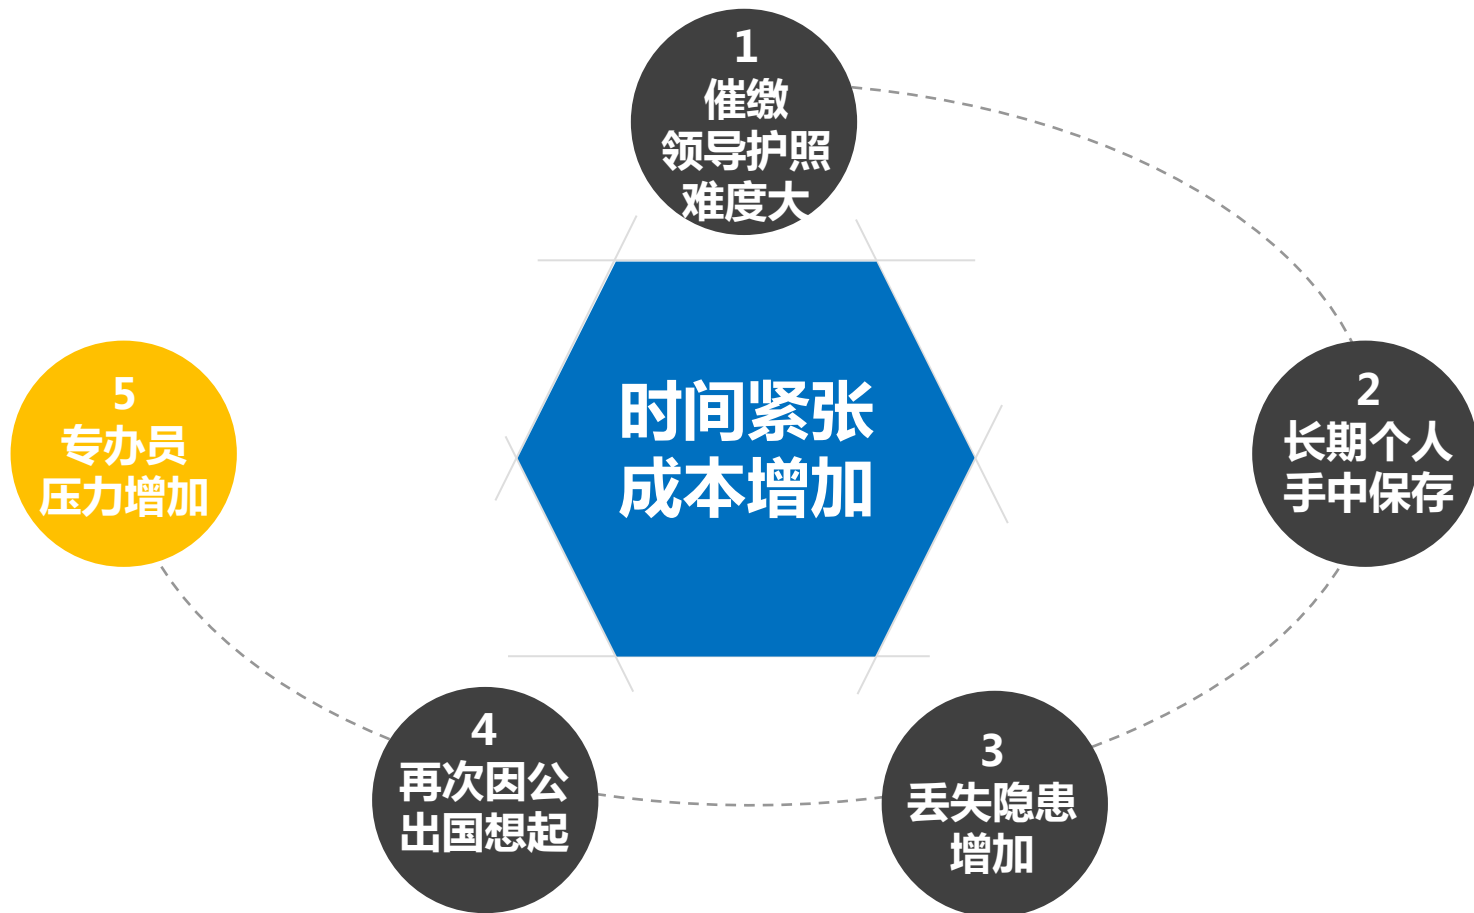 1
催缴
领导护照
难度大
2
长期个人
手中保存
3
丢失隐患
增加
4
再次因公
出国想起
5
专办员
压力增加
时间紧张
成本增加